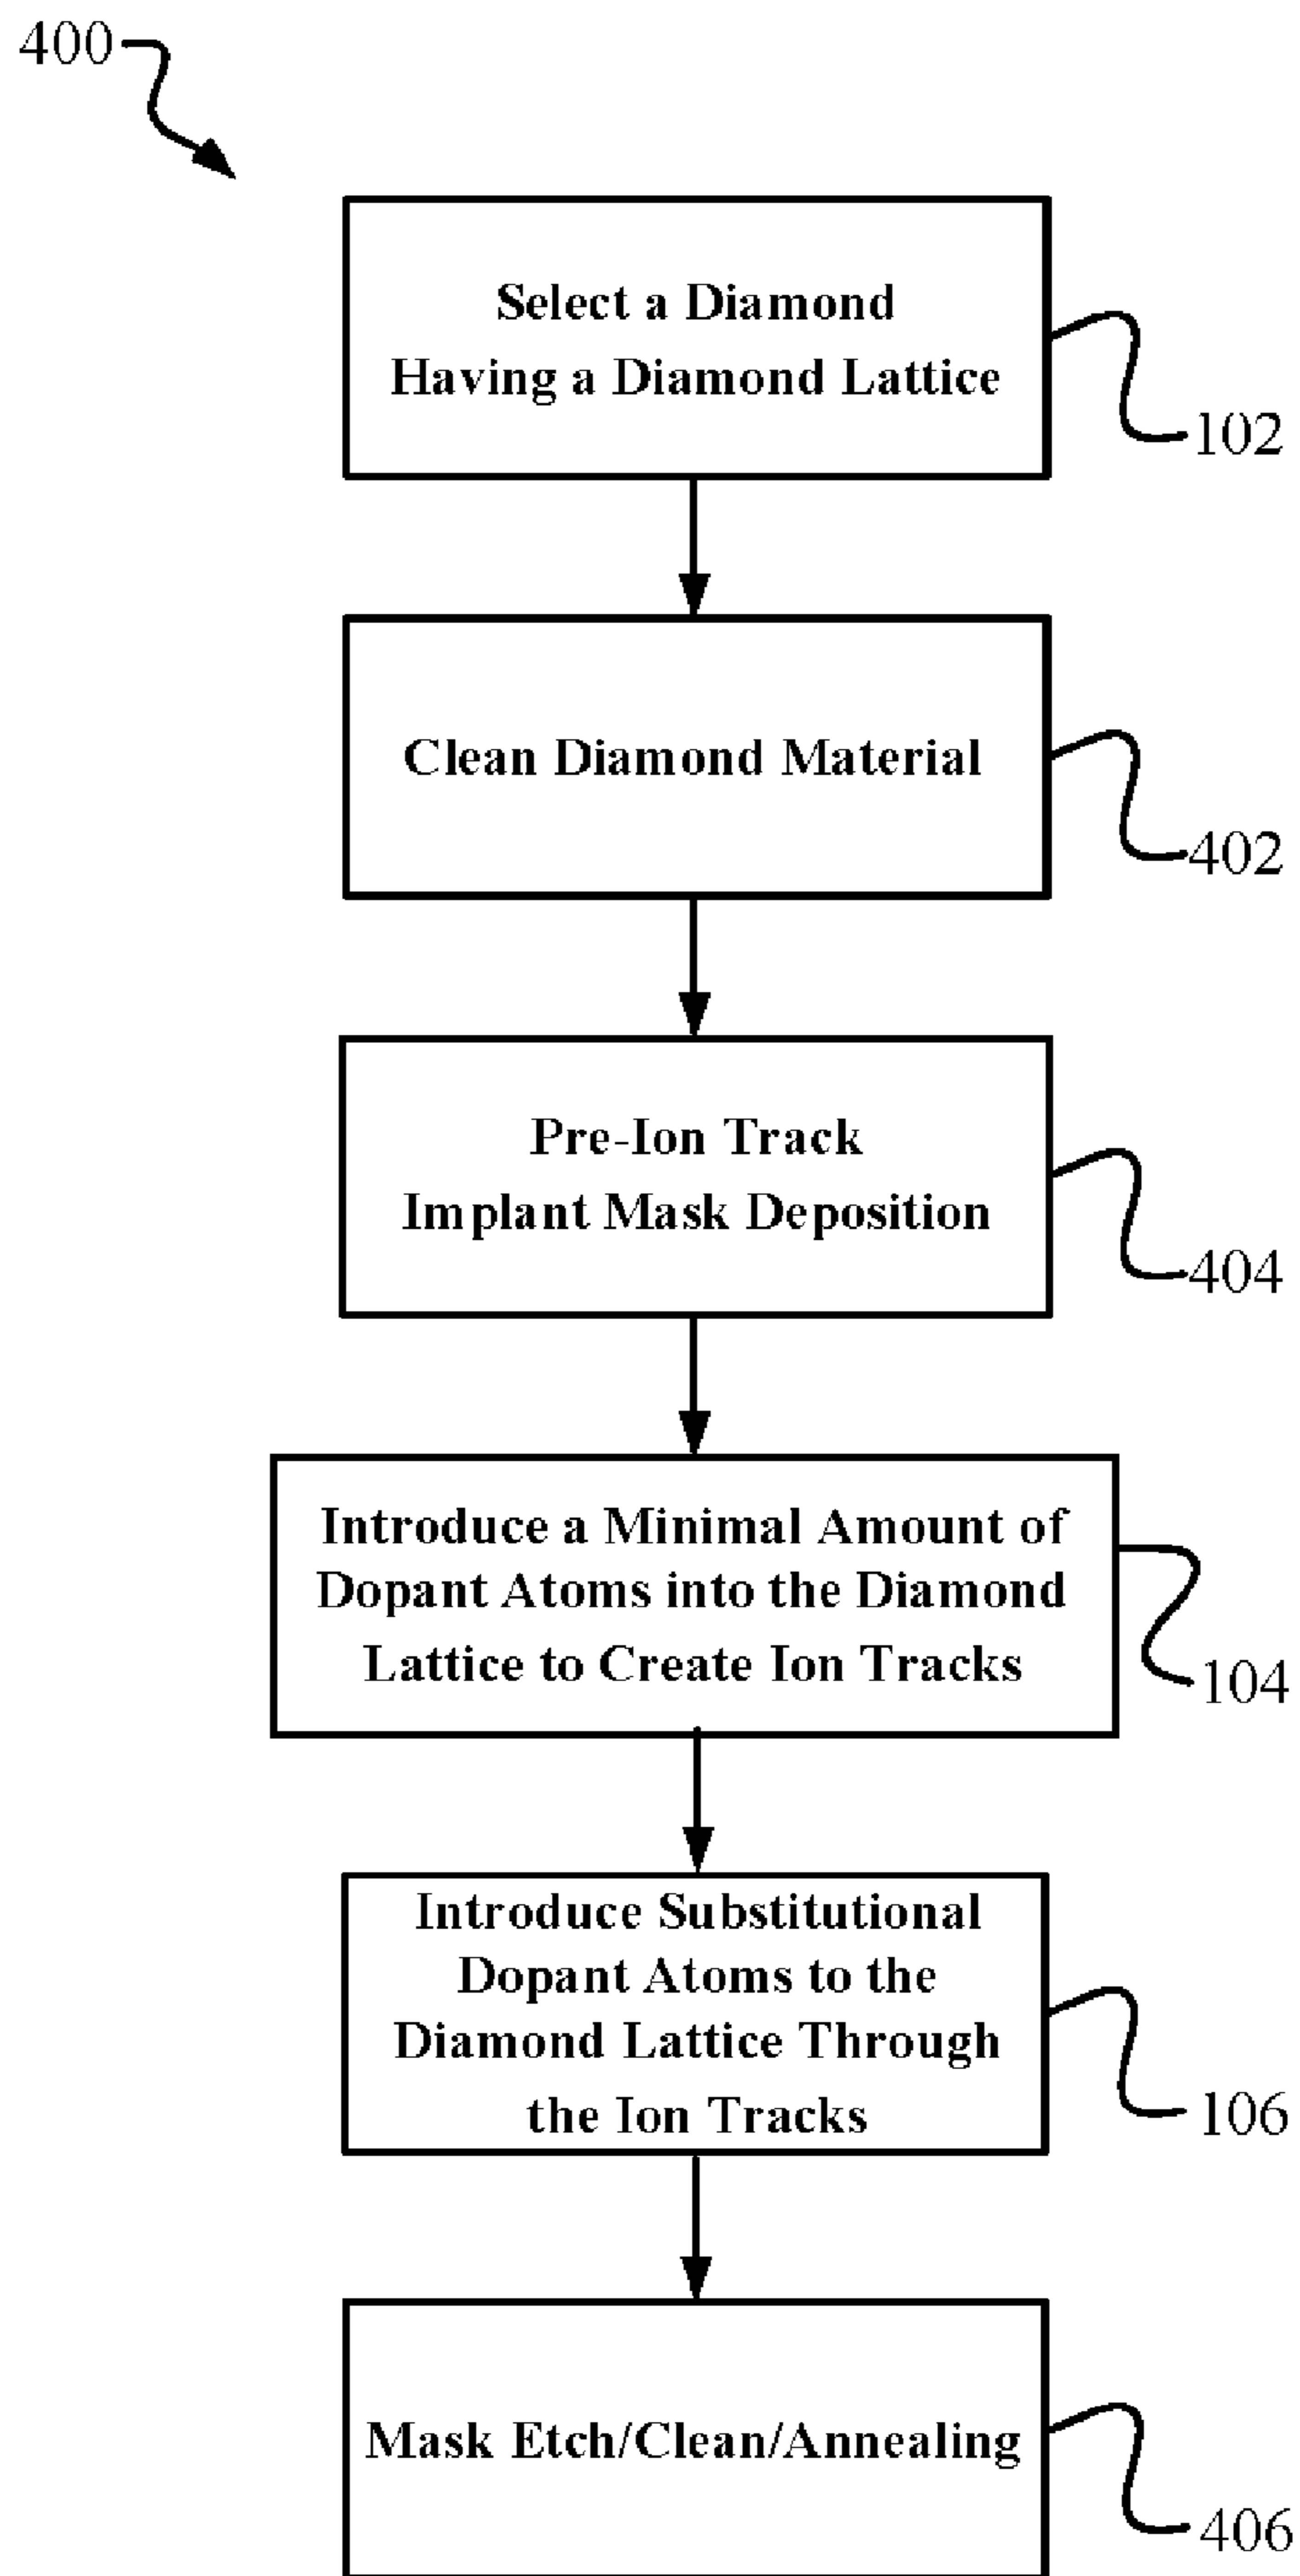 400
Select a Diamond
Having a Diamond Lattice
102
Clean Diamond Material
402
Pre-Ion Track
Implant Mask Deposition
404
Introduce a Minimal Amount of
Dopant Atoms into the Diamond
Lattice to Create Ion Tracks
104
Introduce Substitutional
Dopant Atoms to the
Diamond Lattice Through
the Ion Tracks
106
Mask Etch/Clean/Annealing
406